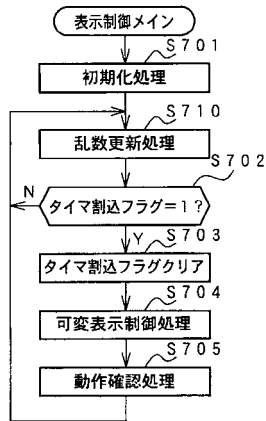 表示制御メイン
S701
初期化処理
S710
乱数更新処理
S702
N
タイマ割込フラグ=1?
Y
S703
タイマ割込フラグクリア
S704
可変表示制御処理
S705
動作確認処理